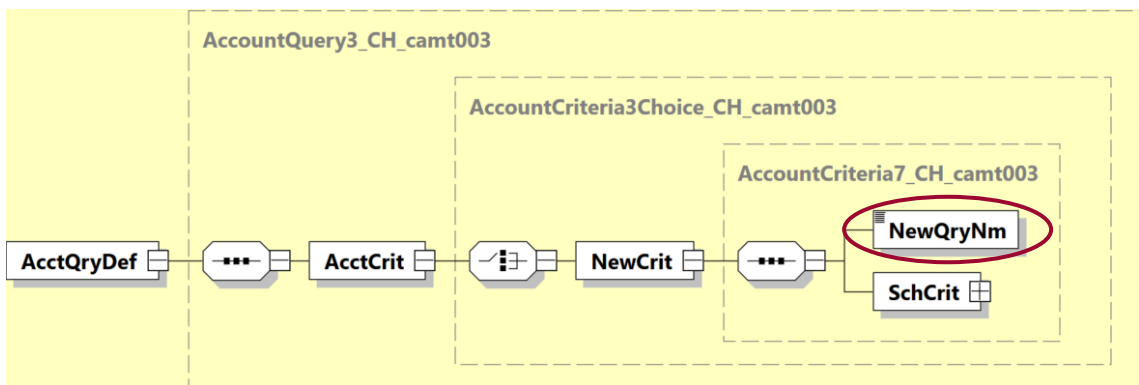 AccountQuery3_CH_camt003
AccountCriteria3Choice_CH_camt003
AccountCriteria7_CH_camt003
NewQryNm
AcctQryDef
AcctCrit
NewCrit
SchCrit